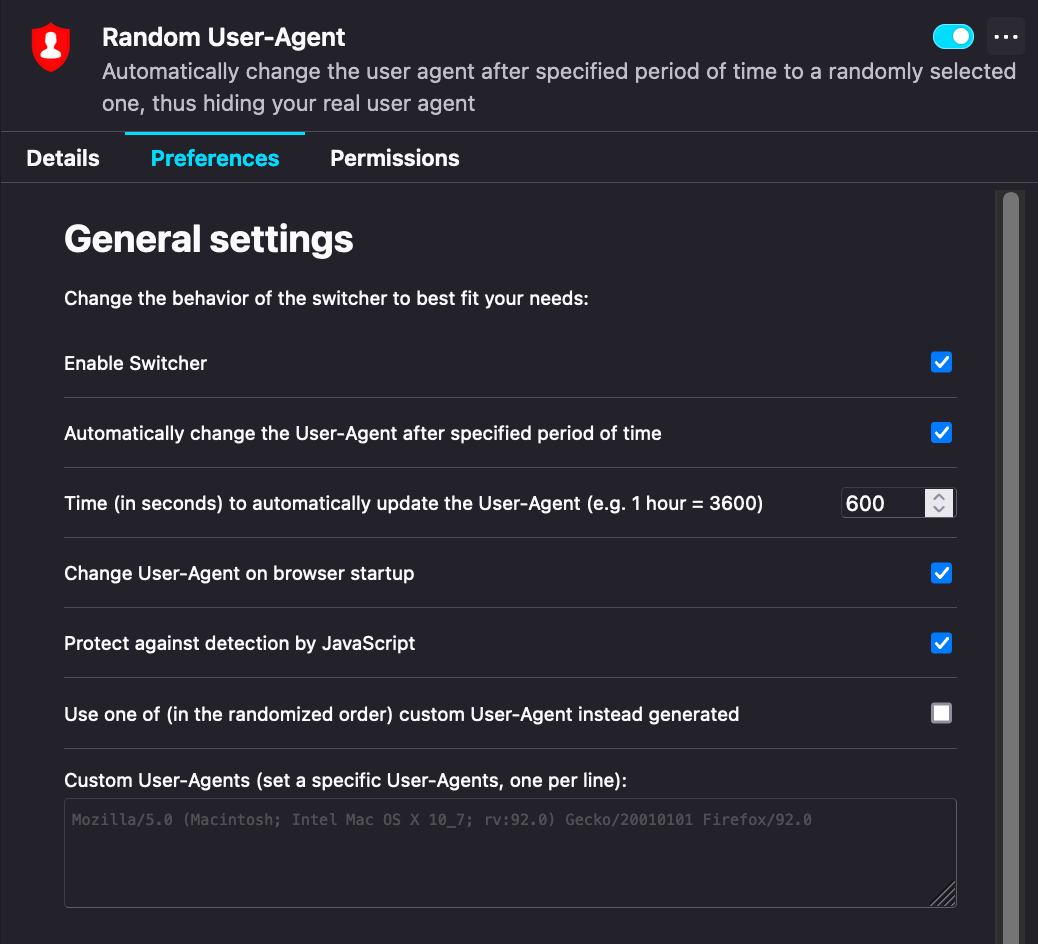 Random User-Agent
Automatically change the user agent after specified period of time to a randomly selected
one, thus hiding your real user agent
Details Preferences Permissions
General settings
Change the behavior of the switcher to best fit your needs:
Enable Switcher
Automatically change the User-Agent after specified period of time
Time (in seconds) to automatically update the User-Agent (e.g. 1 hour = 3600) 600
Change User-Agent on browser startup
Protect against detection by JavaScript
Use one of (in the randomized order) custom User-Agent instead generated
Custom User-Agents (set a specific User-Agents, one per line):
Mozilla/5.0 (Macintosh; Intel Mac OS X 10_7; rv:92.0) Gecko/20010101 Firefox/92.0